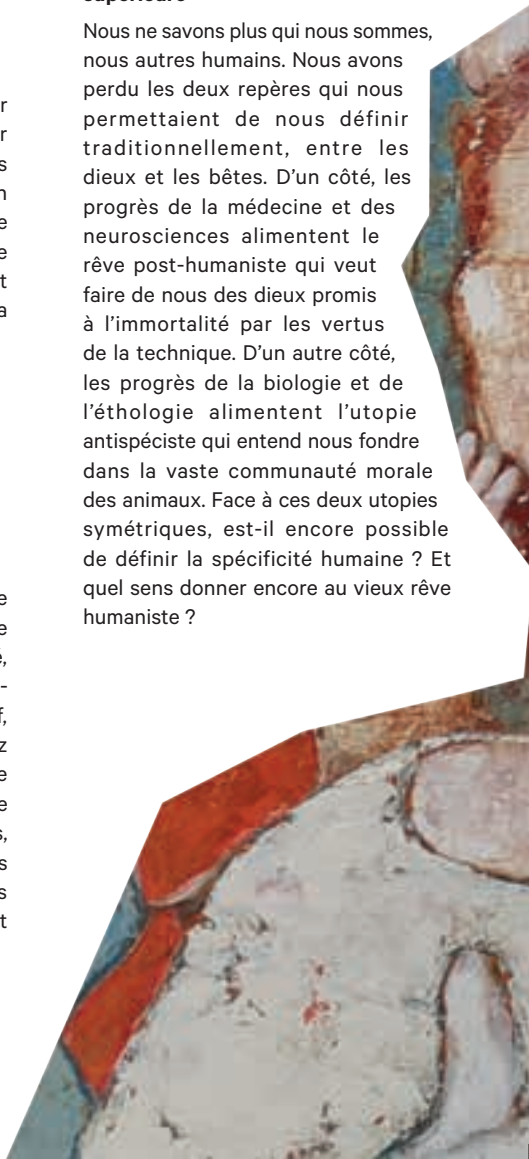 Nous ne savons plus qui nous sommes,
nous autres humains. Nous avons
perdu les deux repères qui nous
permettaient de nous définir
traditionnellement, entre les
dieux et les bêtes. D’un côté, les
progrès de la médecine et des
neurosciences alimentent le
rêve post-humaniste qui veut
faire de nous des dieux promis
à l’immortalité par les vertus
de la technique. D’un autre côté,
les progrès de la biologie et de
l’éthologie alimentent l’utopie
antispéciste qui entend nous fondre
dans la vaste communauté morale
des animaux. Face à ces deux utopies
symétriques, est-il encore possible
de définir la spécificité humaine ? Et
quel sens donner encore au vieux rêve
humaniste ?